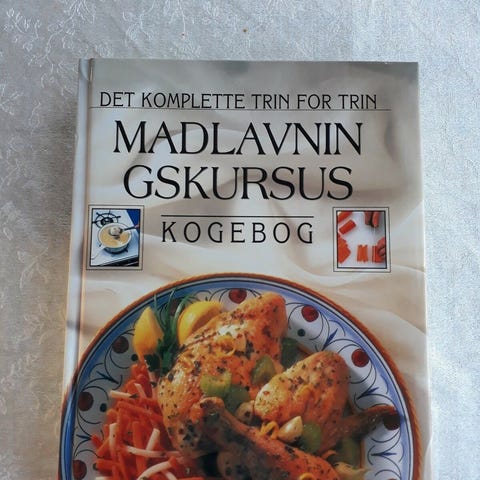 DET KOMPLETTE TRIN FOR TRIN
MADLAVNIN
GSKURSUS
KOGEBOG